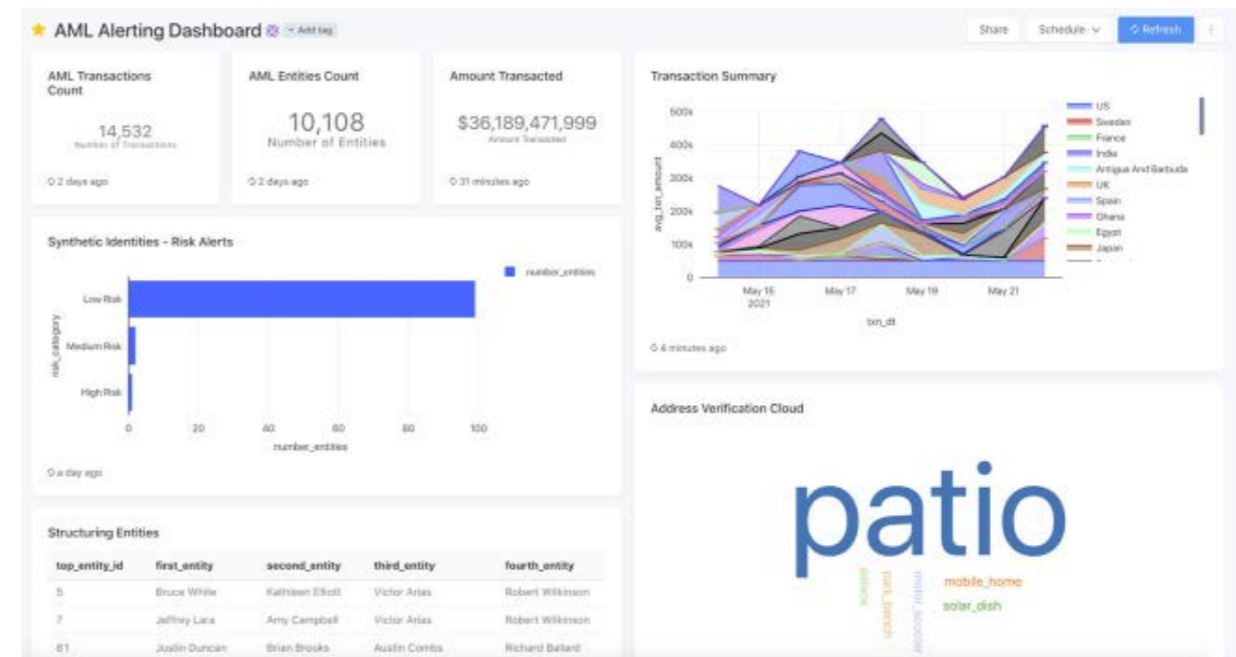 AML Alerting Dashboard
Add tag
Share
Schedule
Refresh
AML Transactions
Count
14,532
Number of Transactions
2 days ago
AML Entities Count
10,108
Number of Entities
2 days ago
Amount Transacted
$36,189,471,999
Amount Transacted
31 minutes ago
Transaction Summary
500k
400k
300k
200k
100k
0
avg_txn_amount
May 15
2021
May 17
May 19
May 21
txn_dt
US
Sweden
France
India
Antigua And Barbuda
UK
Spain
Ghana
Egypt
Japan
4 minutes ago
Synthetic Identities - Risk Alerts
number_entities
risk_category
Low Risk
Medium Risk
High Risk
0 20 40 60 80 100
number_entities
a day ago
Address Verification Cloud
patio
mobile_home
solar_dish
park_bench
motor_scooter
Structuring Entities
top_entity_id first_entity second_entity third_entity fourth_entity
5 Bruce White Kathleen Elliott Victor Arias Robert Wilkinson
7 Jeffrey Lara Amy Campbell Victor Arias Robert Wilkinson
81 Justin Duncan Brian Brooks Austin Combs Richard Ballard